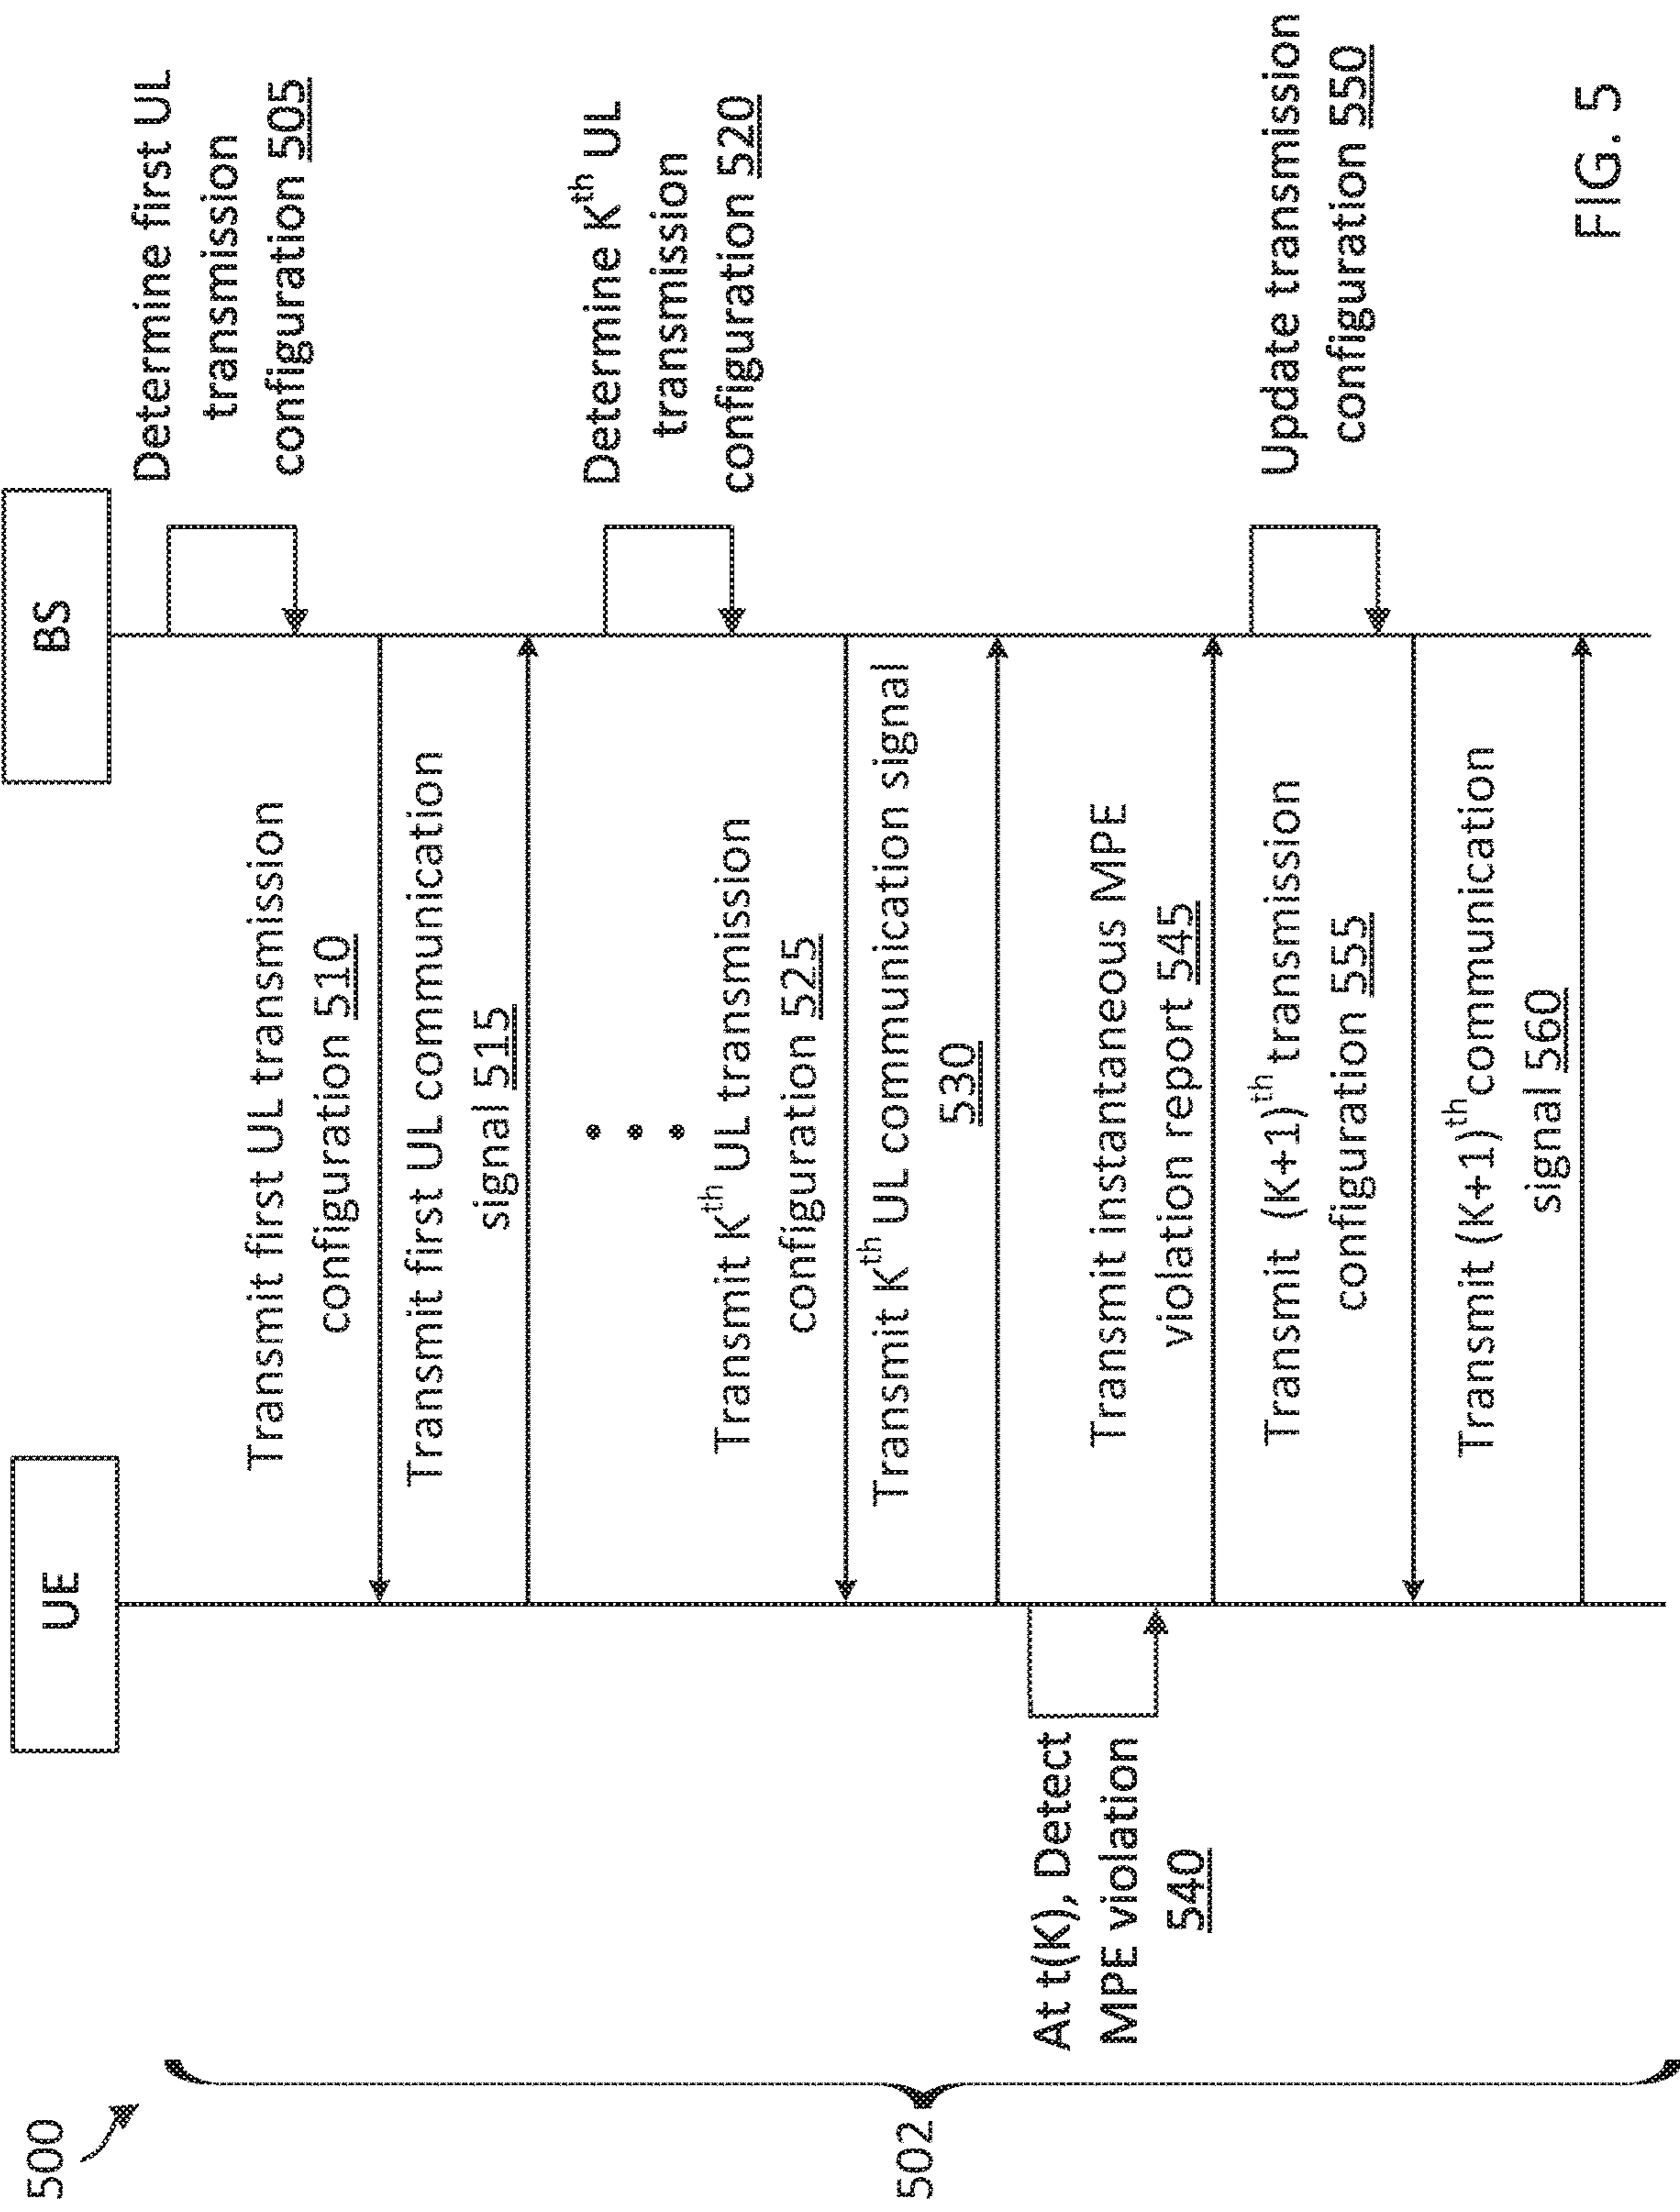 500
UE
BS
Determine first UL
transmission
configuration 505
Transmit first UL transmission
configuration 510
Transmit first UL communication
signal 515
Determine Kth UL
transmission
configuration 520
Transmit Kth UL transmission
configuration 525
Transmit Kth UL communication signal
530
502
At t(K), Detect
MPE violation
540
Transmit instantaneous MPE
violation report 545
Update transmission
configuration 550
Transmit (K+1)th transmission
configuration 555
Transmit (K+1)th communication
signal 560
FIG. 5